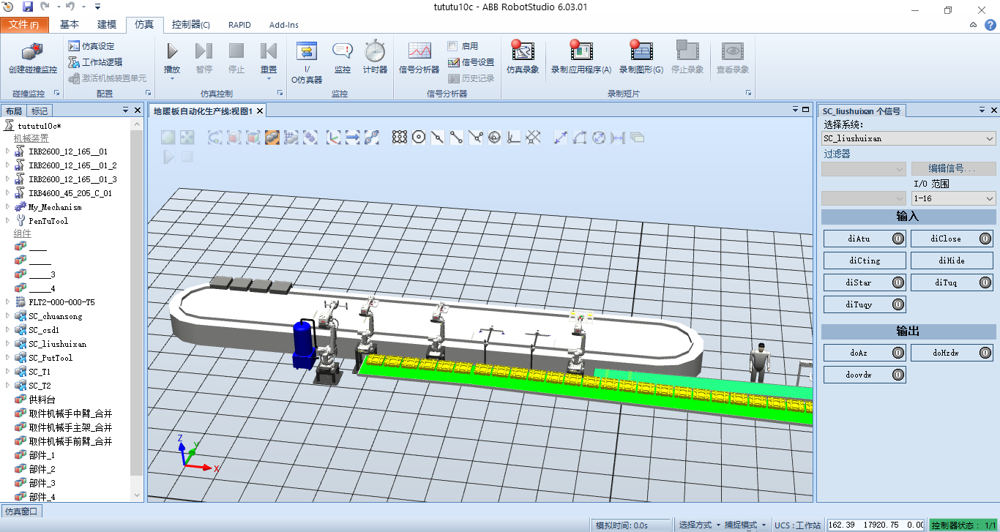 tututu10c - ABB RobotStudio 6.03.01
文件(F) 基本 建模 仿真 控制器(C) RAPID Add-Ins
创建碰撞监控
仿真设定
工作站逻辑
激活机械装置单元
播放 暂停 停止 重置
I/
O仿真器
监控 计时器
信号分析器
启用
信号设置
历史记录
仿真录象 录制应用程序(A) 录制图形(G) 停止录象 查看录象
碰撞监控 配置 仿真控制 监控 信号分析器 录制短片
布局 标记
tututu10c*
机械装置
IRB2600_12_165__01
IRB2600_12_165__01_2
IRB2600_12_165__01_3
IRB4600_45_205_C_01
My_Mechanism
PenTuTool
组件
____
_____
_____3
_____4
FLT2-000-000-T5
SC_chuansong
SC_csd1
SC_liushuixan
SC_PutTool
SC_T1
SC_T2
供料台
取件机械手中臂_合并
取件机械手主架_合并
取件机械手前臂_合并
部件_1
部件_2
部件_3
部件_4
地暖板自动化生产线:视图1
Z
Y
X
SC_liushuixan 个信号
选择系统:
SC_liushuixan
过滤器
编辑信号...
I/O 范围
1-16
输入
diAtu 0 diClose 0
diCting diHide
diStar 0 diTuq 0
diTuqy 0
输出
doAz 0 doHzdw 0
doovdw 0
仿真窗口
模拟时间: 0.0s 选择方式 捕捉模式 UCS : 工作站 162.39 17920.75 0.00 控制器状态: 1/1